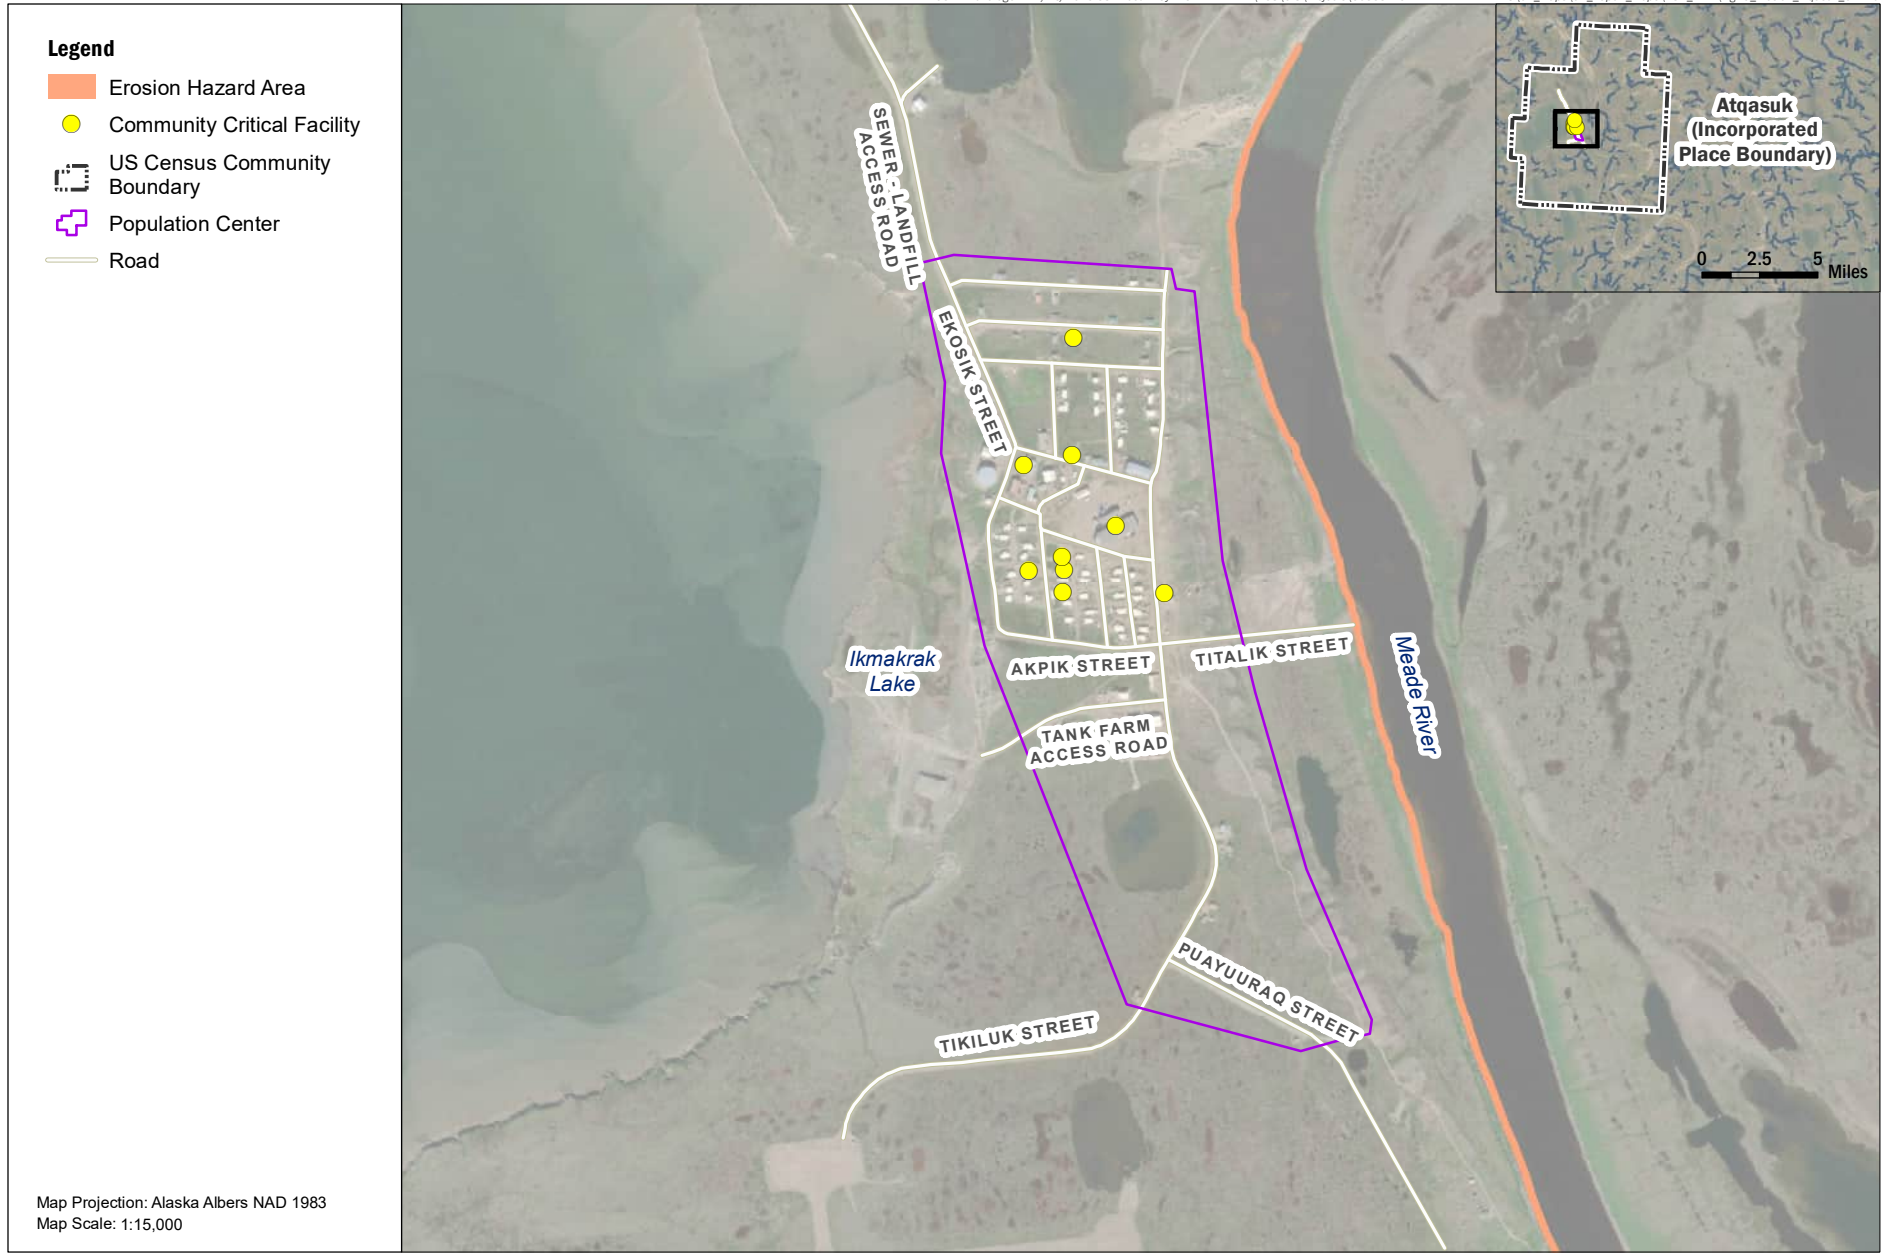 Legend
Erosion Hazard Area
Community Critical Facility
US Census Community
Boundary
Population Center
Road
Map Projection: Alaska Albers NAD 1983
Map Scale: 1:15,000
SEWER - LANDFILL
ACCESS ROAD
EKOSIK STREET
Ikmakrak
Lake
AKPIK STREET
TITALIK STREET
TANK FARM
ACCESS ROAD
Meade River
PUAYUURAQ STREET
TIKILUK STREET
Atqasuk
(Incorporated
Place Boundary)
0 2.5 5
Miles